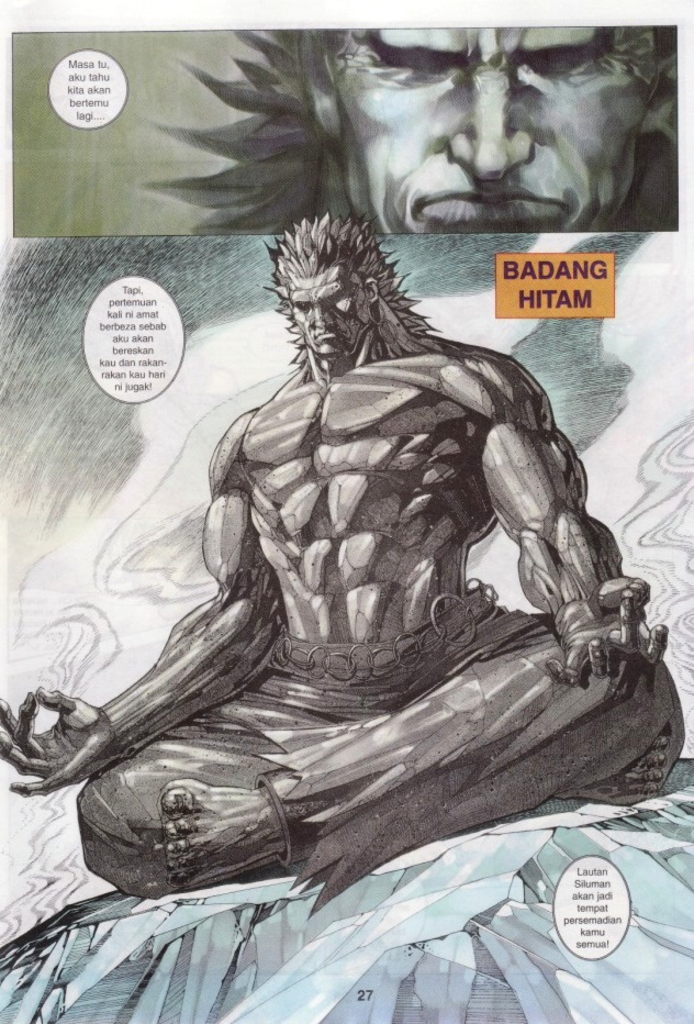 Masa tu,
aku tahu
kita akan
bertemu
lagi....
BADANG
HITAM
Tapi,
pertemuan
kali ni amat
berbeza sebab
aku akan
bereskan
kau dan rakan-
rakan kau hari
ni jugak!
Lautan
Siluman
akan jadi
tempat
persemadian
kamu
semua!
27